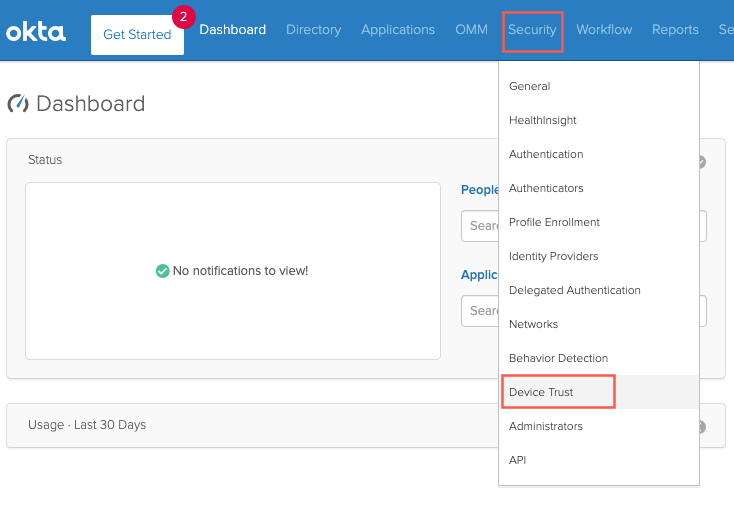 okta Get Started 2 Dashboard Directory Applications OMM Security Workflow Reports Se
Dashboard
Status
No notifications to view!
People
Sear
Applic
Sear
Usage · Last 30 Days
General
HealthInsight
Authentication
Authenticators
Profile Enrollment
Identity Providers
Delegated Authentication
Networks
Behavior Detection
Device Trust
Administrators
API